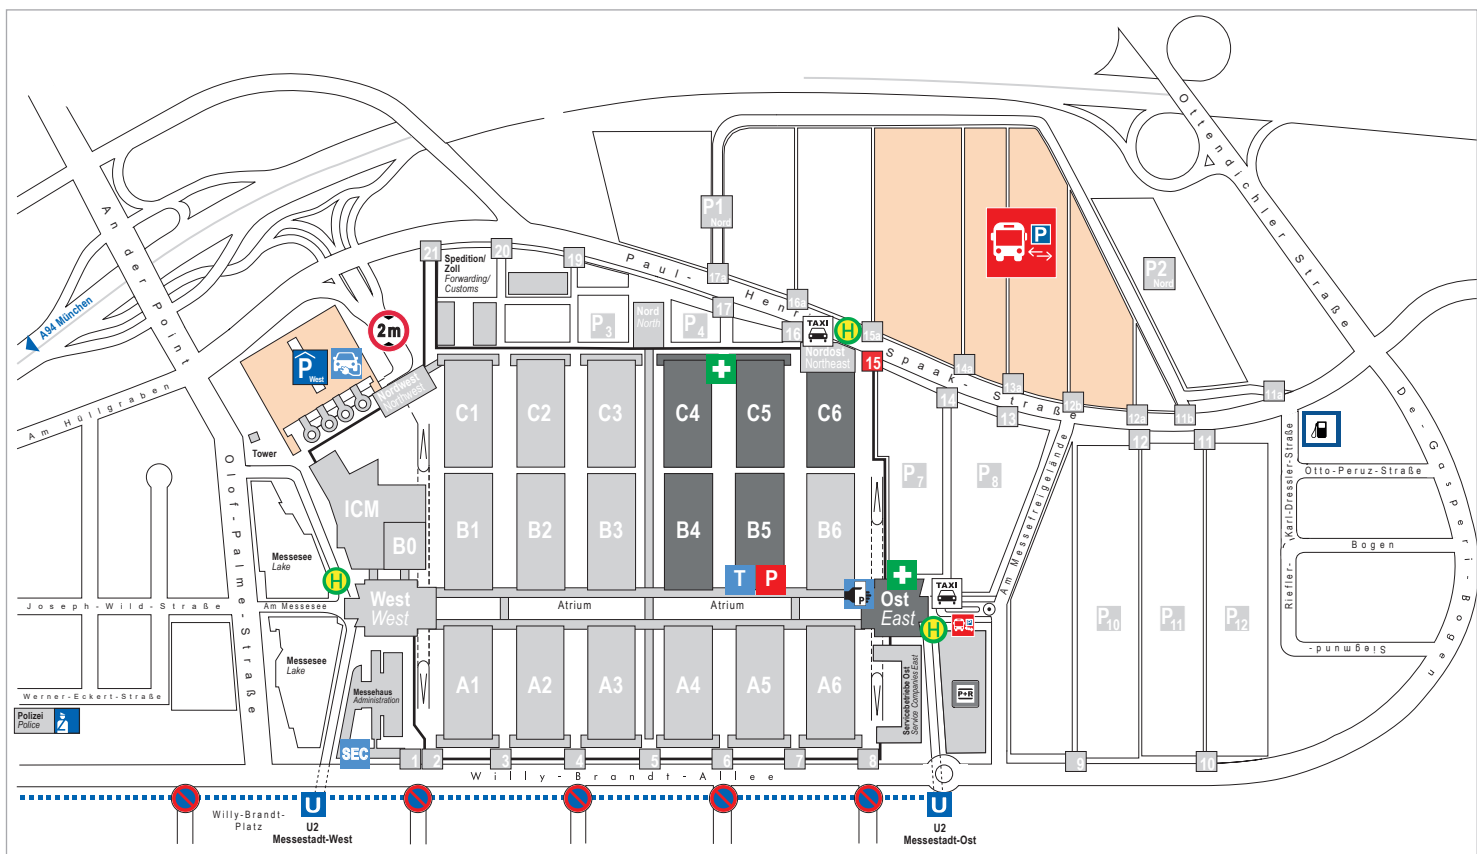 Ottendichler Straße
An der Point
A94 München
Am Hüllgraben
Olof-Palme-Straße
P1
Nord
P2
Nord
P
21
20
19
Spedition/
Zoll
Forwarding/
Customs
Paul-Henri-Spaak-Straße
17a
17
16a
16
TAXI
H
15a
15
14a
14
13a
13
12b
12a
11b
11a
12
11
2m
P
West
P3
Nord
North
P4
Nordwest
Northwest
Nordost
Northeast
Tower
C1
C2
C3
C4
C5
C6
P7
P8
Am Messefreigelände
De-Gasperi-Bogen
Karl-Dressler-Straße
Otto-Peruz-Straße
Bogen
Riefler-
Siegmund-
ICM
B0
B1
B2
B3
B4
B5
B6
Messesee
Lake
H
T
P
P
Joseph-Wild-Straße
Am Messesee
West
West
Atrium
Atrium
Ost
East
TAXI
H
P10
P11
P12
Messesee
Lake
Werner-Eckert-Straße
Polizei
Police
Messehaus
Administration
A1
A2
A3
A4
A5
A6
Servicebetriebe Ost
Service Companies East
P+R
SEC
1
2
3
4
5
6
7
8
9
10
Willy-Brandt-Allee
Willy-Brandt-
Platz
U
U2
Messestadt-West
U
U2
Messestadt-Ost